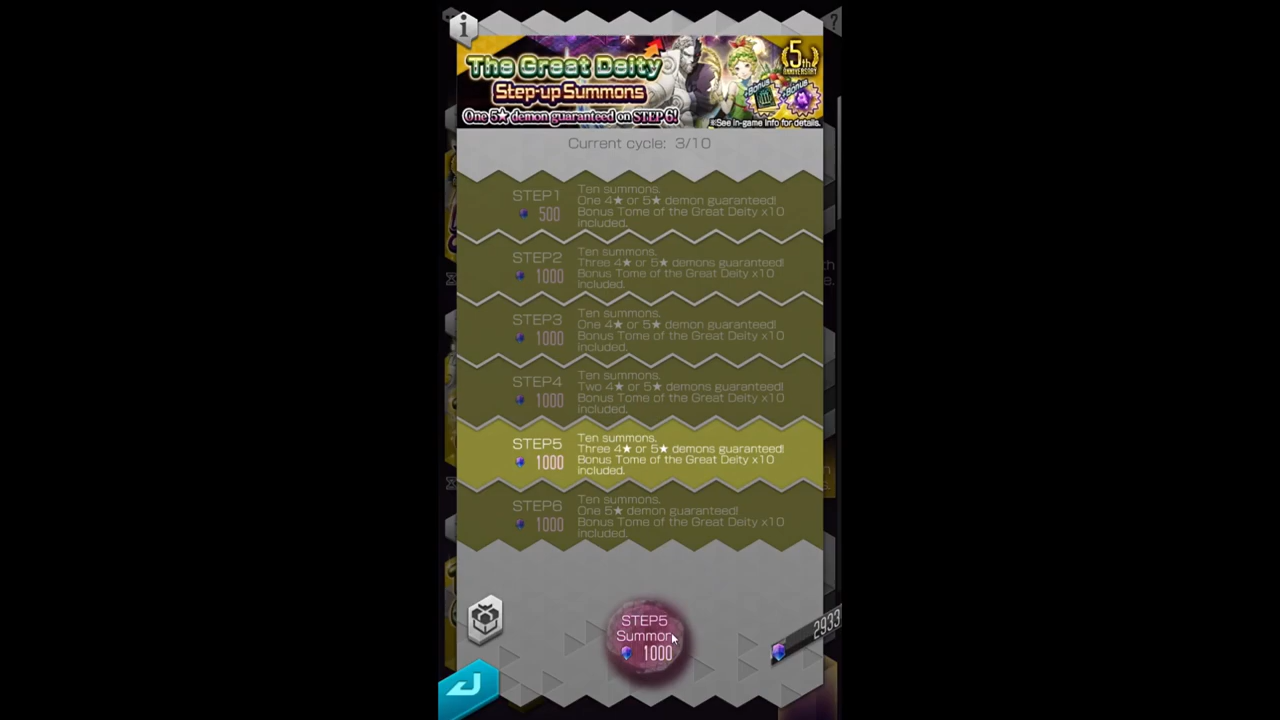 i
?
The Great Deity
Step-up Summons
5th
ANNIVERSARY
+Bonus
+Bonus
One 5★ demon guaranteed on STEP 6!
※See in-game info for details.
Current cycle: 3/10
STEP1
500
Ten summons.
One 4★ or 5★ demon guaranteed!
Bonus Tome of the Great Deity x10
included.
STEP2
1000
Ten summons.
Three 4★ or 5★ demons guaranteed!
Bonus Tome of the Great Deity x10
included.
STEP3
1000
Ten summons.
One 4★ or 5★ demon guaranteed!
Bonus Tome of the Great Deity x10
included.
STEP4
1000
Ten summons.
Two 4★ or 5★ demons guaranteed!
Bonus Tome of the Great Deity x10
included.
STEP5
1000
Ten summons.
Three 4★ or 5★ demons guaranteed!
Bonus Tome of the Great Deity x10
included.
STEP6
1000
Ten summons.
One 5★ demon guaranteed!
Bonus Tome of the Great Deity x10
included.
STEP5
Summon
1000
2933